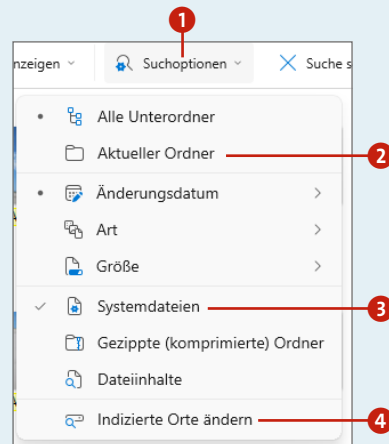 1
nzeigen Suchoptionen Suche s
Alle Unterordner
Aktueller Ordner 2
Änderungsdatum
Art
Größe
Systemdateien 3
Gezippte (komprimierte) Ordner
Dateiinhalte
Indizierte Orte ändern 4